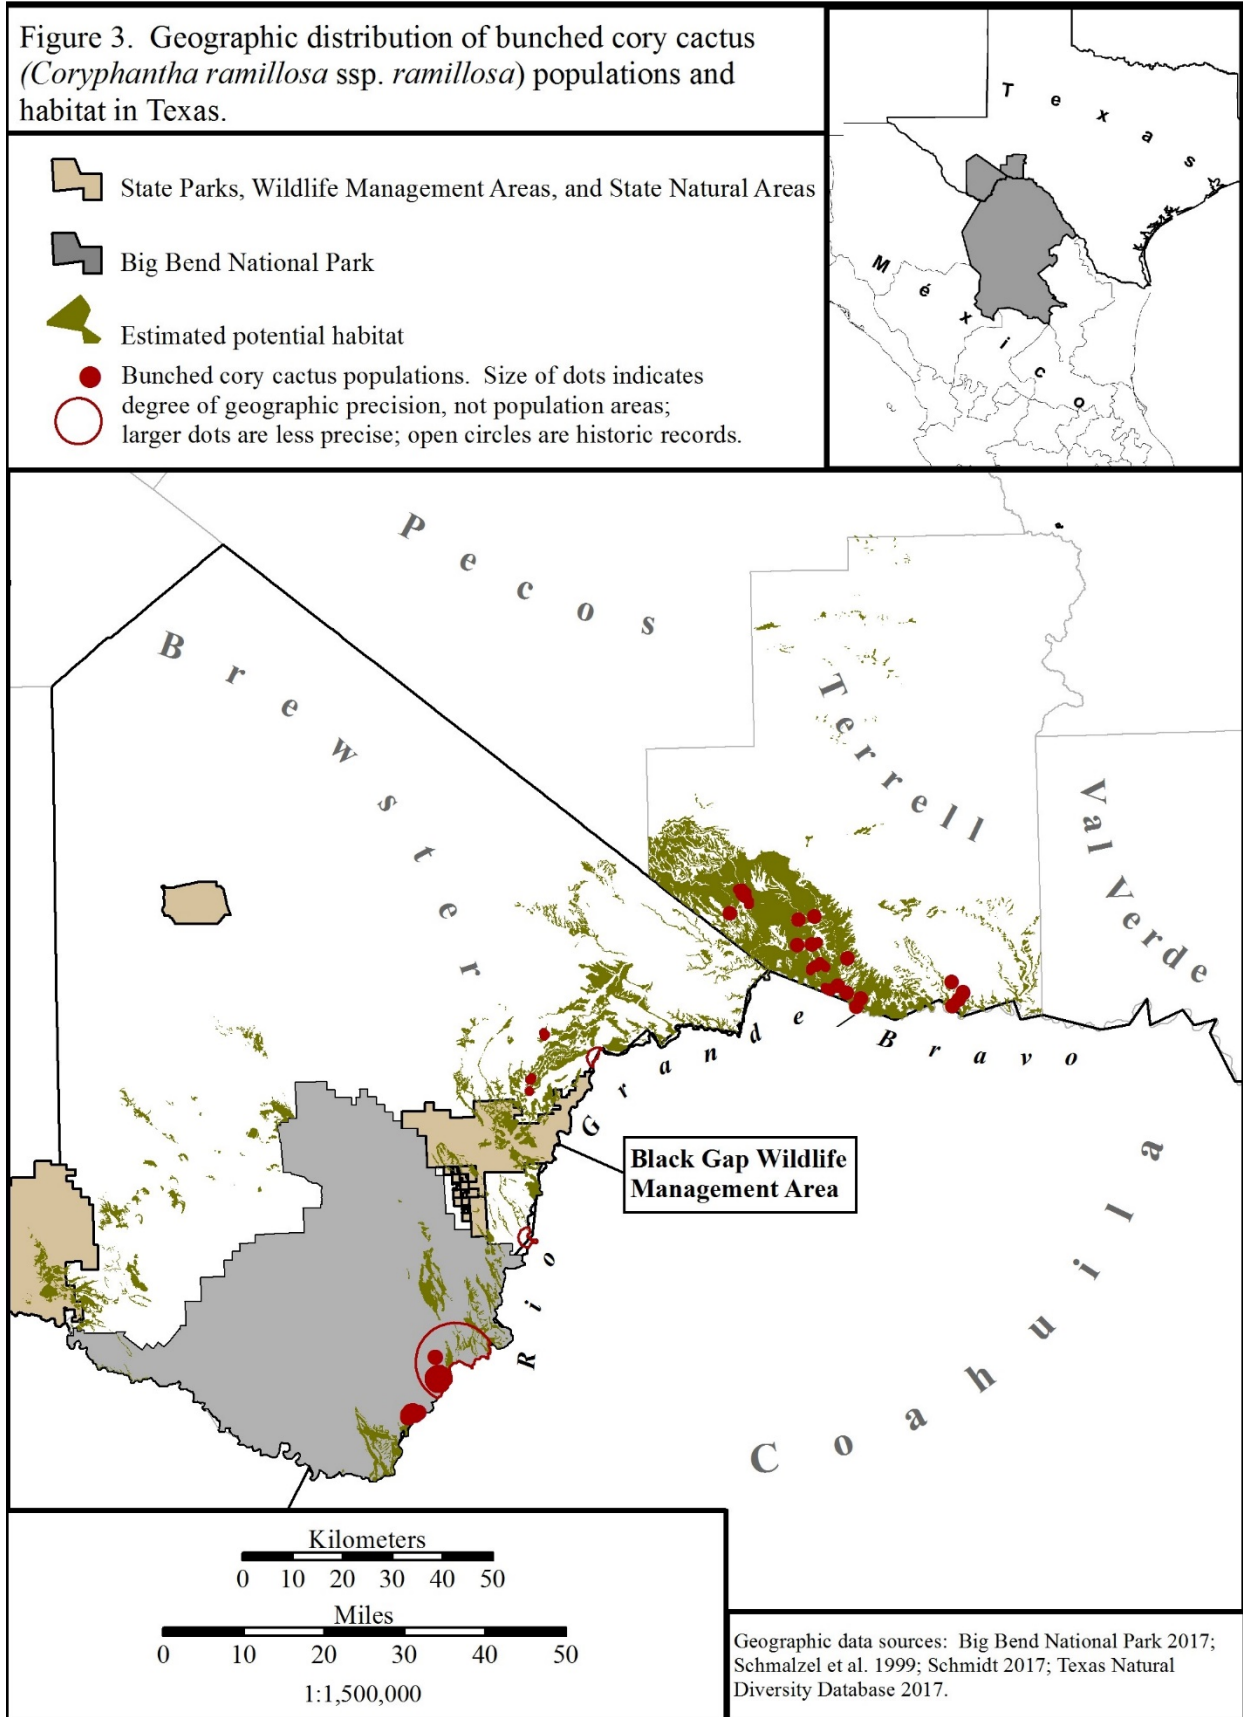 Figure 3. Geographic distribution of bunched cory cactus
(Coryphantha ramillosa ssp. ramillosa) populations and
habitat in Texas.
State Parks, Wildlife Management Areas, and State Natural Areas
Big Bend National Park
Estimated potential habitat
Bunched cory cactus populations. Size of dots indicates
degree of geographic precision, not population areas;
larger dots are less precise; open circles are historic records.
Texas
México
Pecos
Brewster
Terrell
Val Verde
Rio Grande
Bravo
Black Gap Wildlife
Management Area
Coahuila
Kilometers
0 10 20 30 40 50
Miles
0 10 20 30 40 50
1:1,500,000
Geographic data sources: Big Bend National Park 2017;
Schmalzel et al. 1999; Schmidt 2017; Texas Natural
Diversity Database 2017.